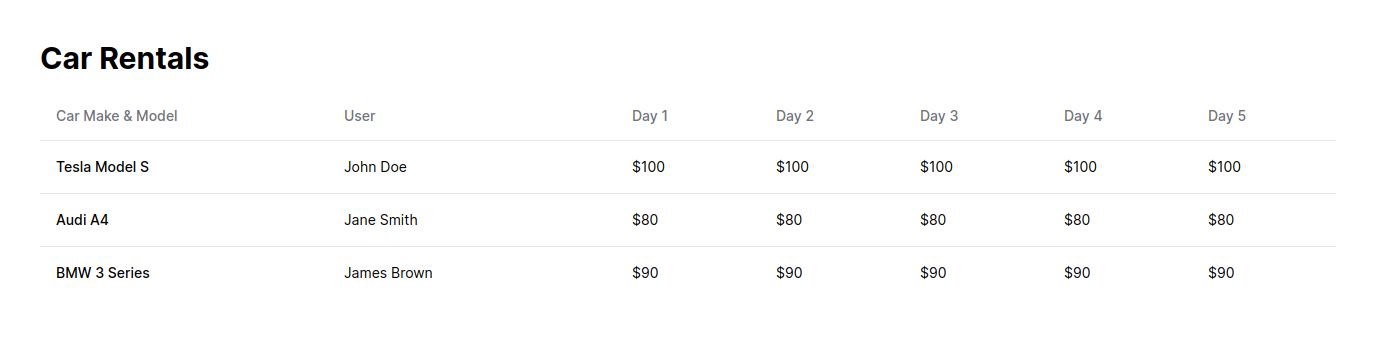 Car Rentals
Car Make & Model User Day 1 Day 2 Day 3 Day 4 Day 5
Tesla Model S John Doe $100 $100 $100 $100 $100
Audi A4 Jane Smith $80 $80 $80 $80 $80
BMW 3 Series James Brown $90 $90 $90 $90 $90